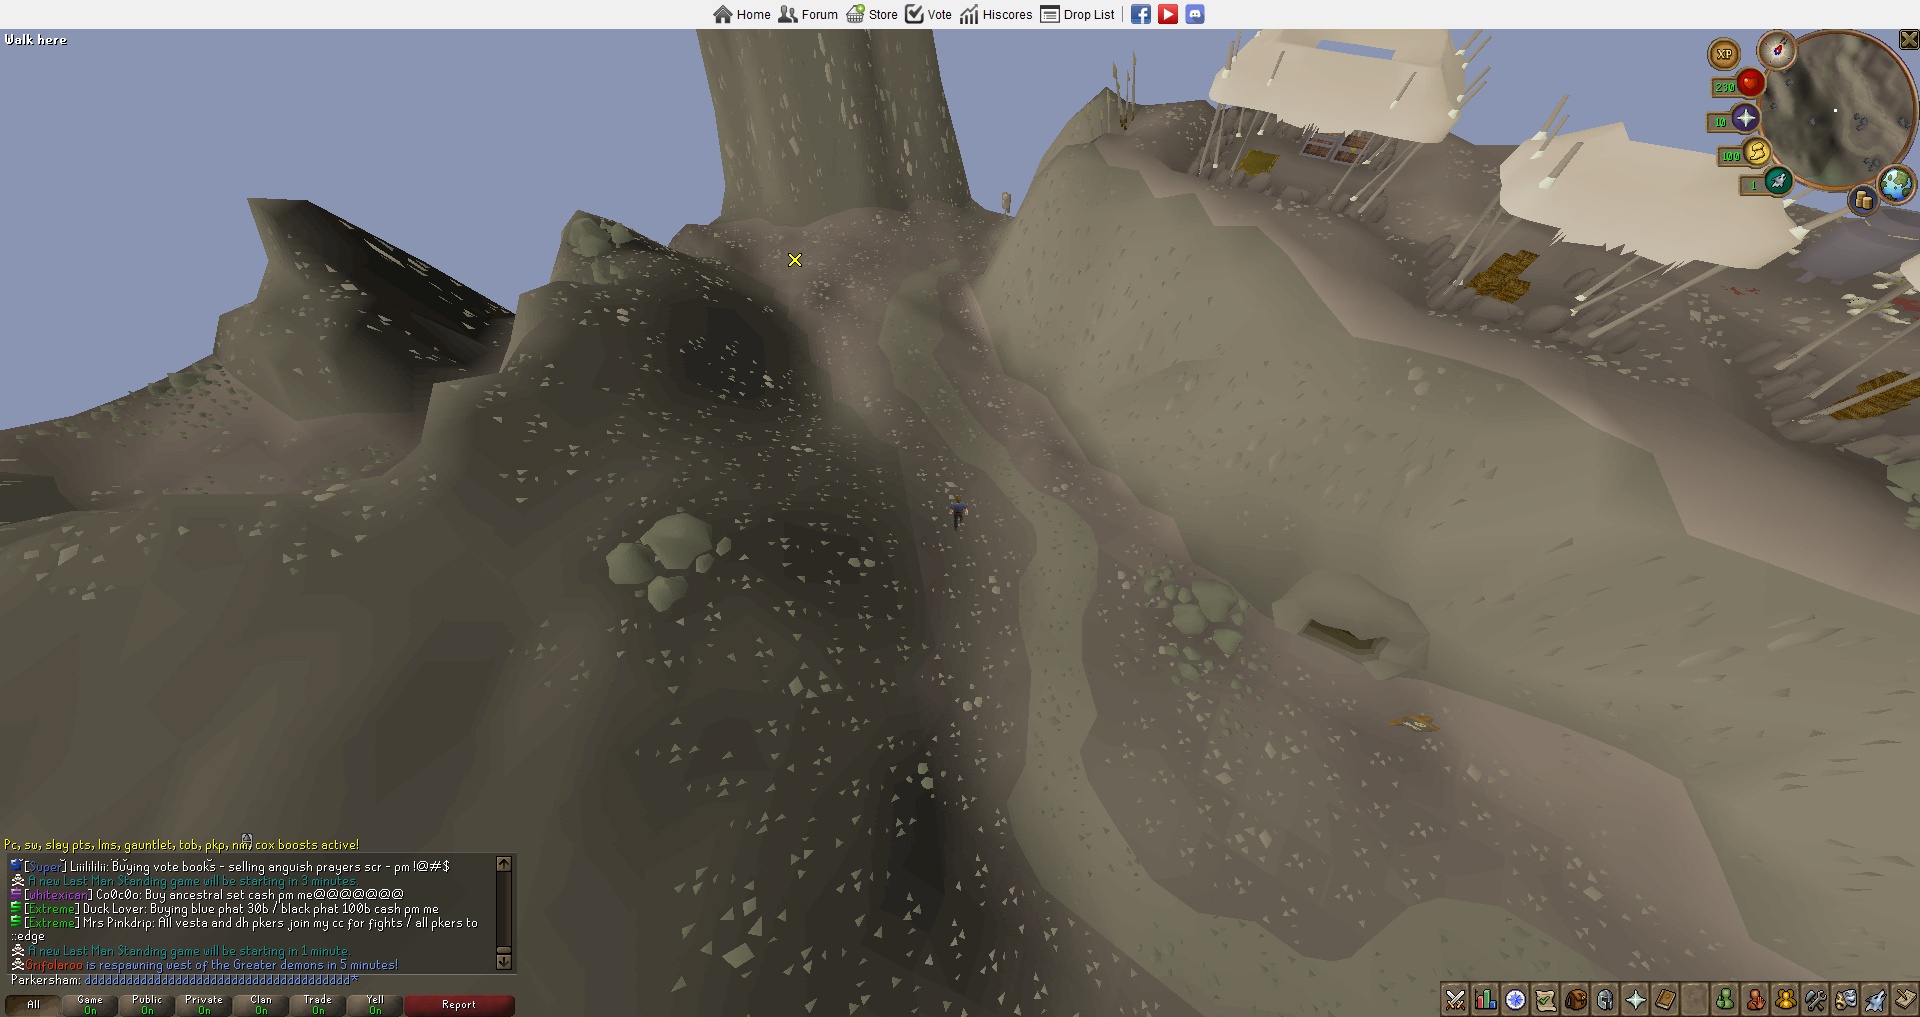 Home Forum Store Vote Hiscores Drop List
Walk here
XP
230
10
100
1
Pc, sw, slay pts, lms, gauntlet, tob, pkp, nm, cox boosts active!
[Super] Liiililili: Buying vote books - selling anguish prayers scr - pm !@#$
A new Last Man Standing game will be starting in 3 minutes.
[whitexican] Co0c0o: Buy ancestral set cash pm me@@@@@@@
[Extreme] Duck Lover: Buying blue phat 30b / black phat 100b cash pm me
[Extreme] Mrs Pinkdrip: All vesta and dh pkers join my cc for fights / all pkers to
::edge
A new Last Man Standing game will be starting in 1 minute.
Grifolaroo is respawning west of the Greater demons in 5 minutes!
Parkersham: dddddddddddddddddddddddddddddddddddddd*
All Game Public Private Clan Trade Yell Report
On On On On On On